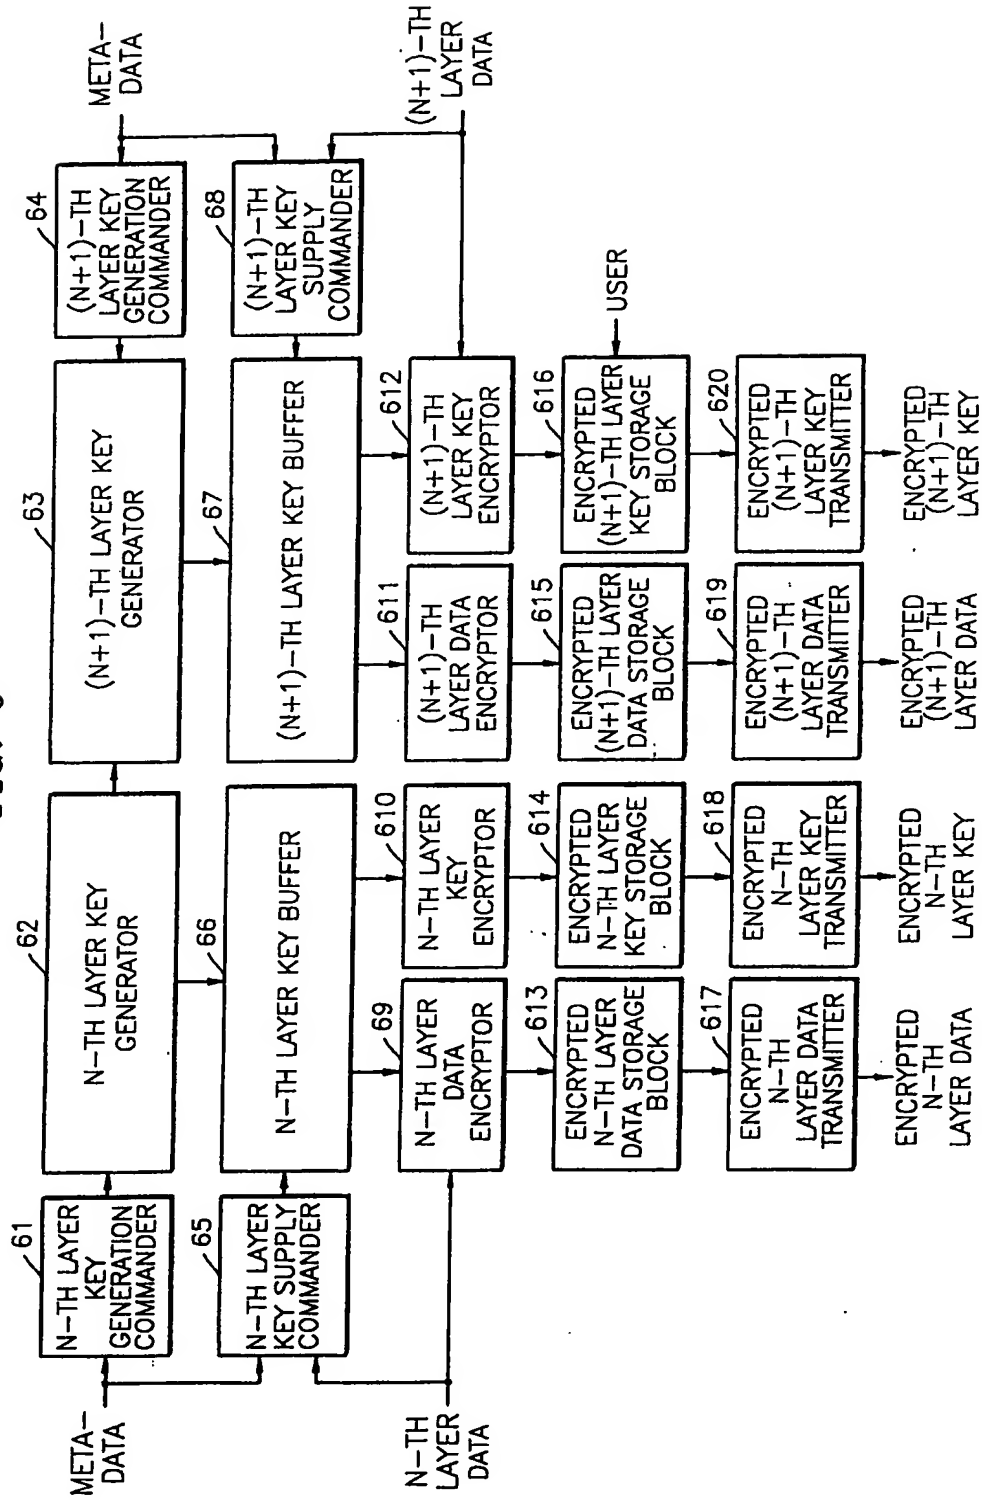 META-
DATA
61
N-TH LAYER
KEY
GENERATION
COMMANDER
62
N-TH LAYER KEY
GENERATOR
63
(N+1)-TH LAYER KEY
GENERATOR
64
(N+1)-TH
LAYER KEY
GENERATION
COMMANDER
META-
DATA
65
N-TH LAYER
KEY SUPPLY
COMMANDER
66
N-TH LAYER KEY BUFFER
67
(N+1)-TH LAYER KEY BUFFER
68
(N+1)-TH
LAYER KEY
SUPPLY
COMMANDER
N-TH
LAYER
DATA
69
N-TH LAYER
DATA
ENCRYPTOR
610
N-TH LAYER
KEY
ENCRYPTOR
611
(N+1)-TH
LAYER DATA
ENCRYPTOR
612
(N+1)-TH
LAYER KEY
ENCRYPTOR
(N+1)-TH
LAYER
DATA
613
ENCRYPTED
N-TH LAYER
DATA STORAGE
BLOCK
614
ENCRYPTED
N-TH LAYER
KEY STORAGE
BLOCK
615
ENCRYPTED
(N+1)-TH LAYER
DATA STORAGE
BLOCK
616
ENCRYPTED
(N+1)-TH LAYER
KEY STORAGE
BLOCK
USER
617
ENCRYPTED
N-TH
LAYER DATA
TRANSMITTER
618
ENCRYPTED
N-TH
LAYER KEY
TRANSMITTER
619
ENCRYPTED
(N+1)-TH
LAYER DATA
TRANSMITTER
620
ENCRYPTED
(N+1)-TH
LAYER KEY
TRANSMITTER
ENCRYPTED
N-TH
LAYER DATA
ENCRYPTED
N-TH
LAYER KEY
ENCRYPTED
(N+1)-TH
LAYER DATA
ENCRYPTED
(N+1)-TH
LAYER KEY